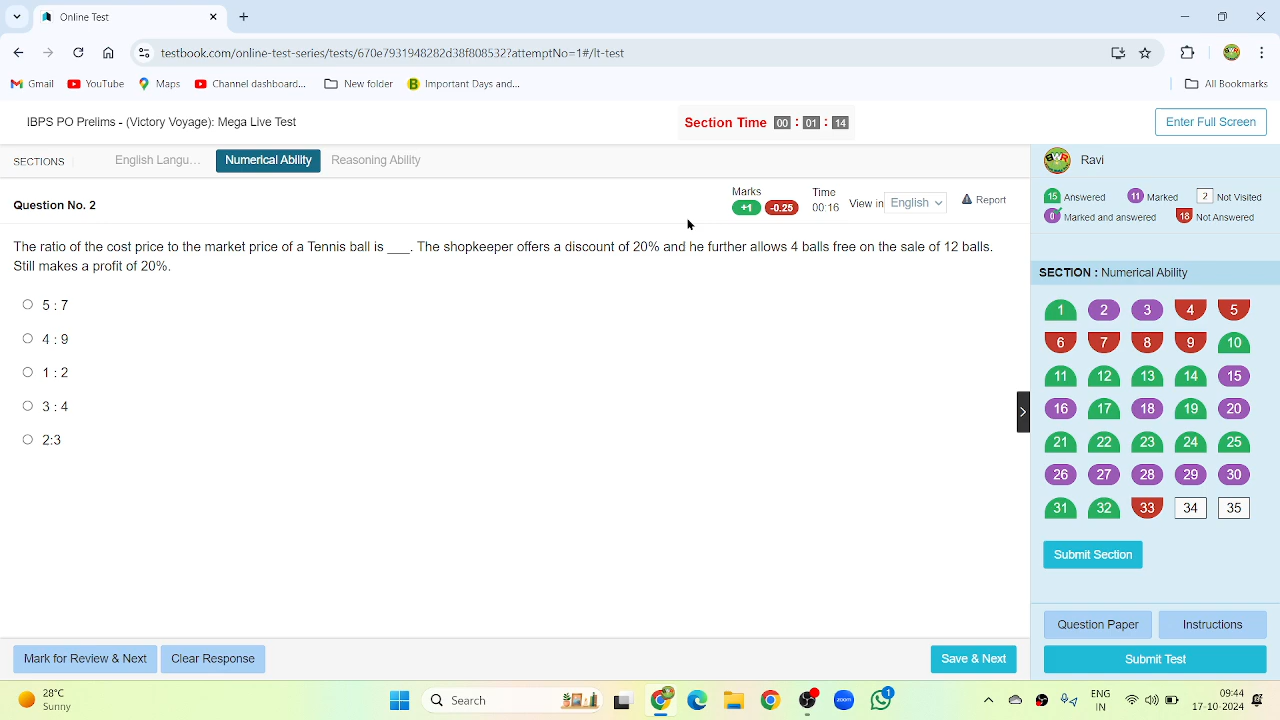 Online Test
testbook.com/online-test-series/tests/670e7931948282d38f808532?attemptNo=1#/lt-test
Gmail YouTube Maps Channel dashboard... New folder Important Days and... All Bookmarks
IBPS PO Prelims - (Victory Voyage): Mega Live Test Section Time 00 : 01 : 14 Enter Full Screen
SECTIONS English Langu... Numerical Ability Reasoning Ability Ravi
Question No. 2 Marks +1 -0.25 Time 00:16 View in English Report
15 Answered 11 Marked 2 Not Visited
0 Marked and answered 18 Not Answered
The ratio of the cost price to the market price of a Tennis ball is ___. The shopkeeper offers a discount of 20% and he further allows 4 balls free on the sale of 12 balls.
Still makes a profit of 20%.
5 : 7
4 : 9
1 : 2
3 : 4
2:3
SECTION : Numerical Ability
1 2 3 4 5
6 7 8 9 10
11 12 13 14 15
16 17 18 19 20
21 22 23 24 25
26 27 28 29 30
31 32 33 34 35
Submit Section
Question Paper Instructions
Mark for Review & Next Clear Response Save & Next Submit Test
28°C
Sunny
Search
zoom
1
ENG
IN
09:44
17-10-2024